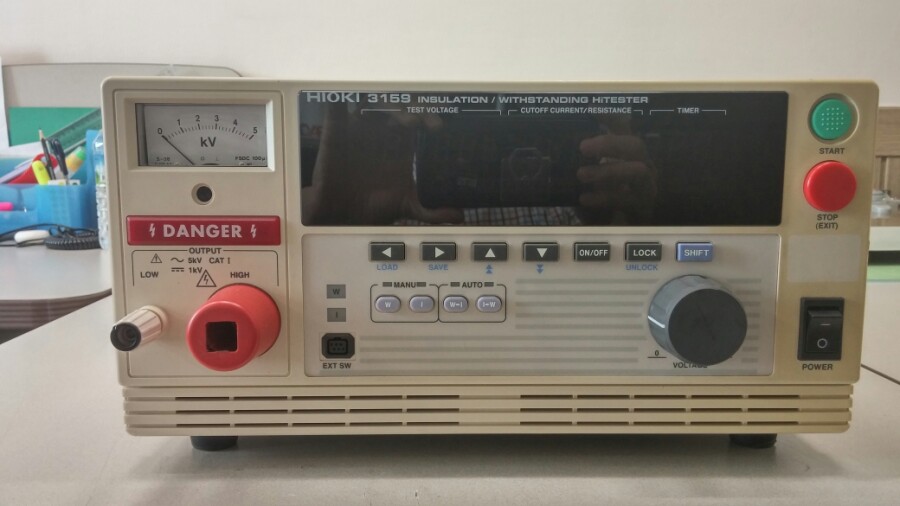 HIOKI 3159 INSULATION / WITHSTANDING HiTESTER
TEST VOLTAGE
CUTOFF CURRENT/RESISTANCE
TIMER
0 1 2 3 4 5
kV
START
STOP
(EXIT)
DANGER
OUTPUT
5kV CAT I
1kV
LOW
HIGH
ON/OFF
LOCK
SHIFT
LOAD
SAVE
UNLOCK
MANU
AUTO
W
I
W
I
W→I
I→W
EXT SW
0
VOLTAGE
POWER